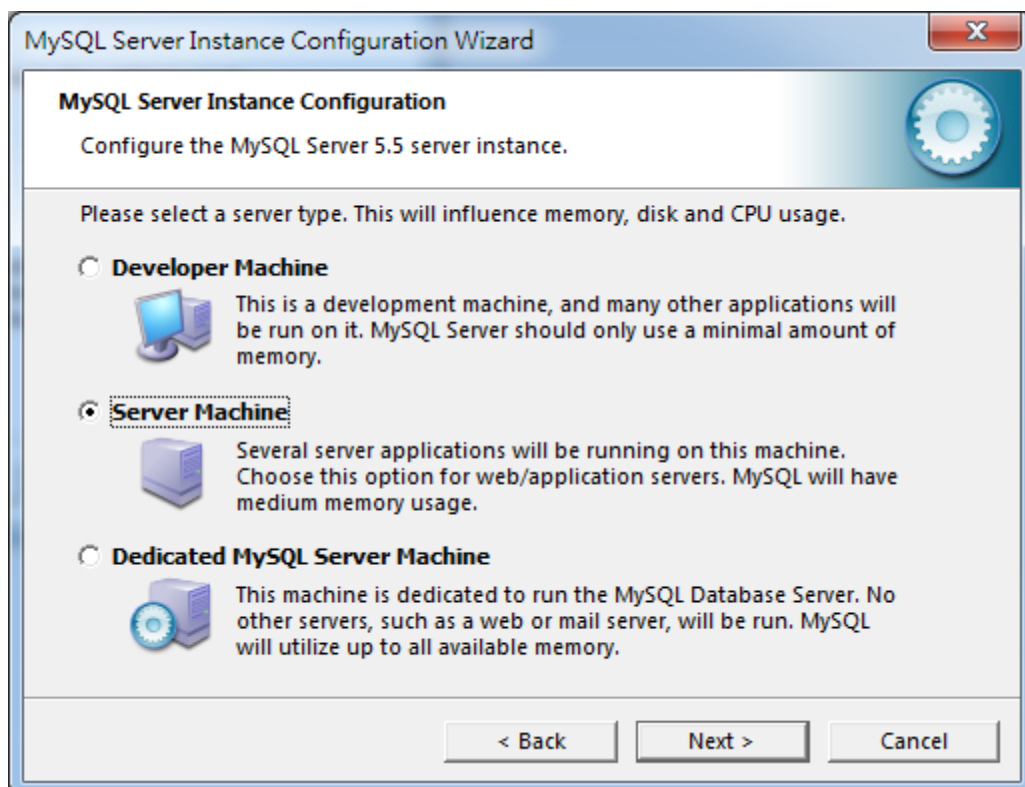 MySQL Server Instance Configuration Wizard
MySQL Server Instance Configuration
Configure the MySQL Server 5.5 server instance.
Please select a server type. This will influence memory, disk and CPU usage.
Developer Machine
This is a development machine, and many other applications will
be run on it. MySQL Server should only use a minimal amount of
memory.
Server Machine
Several server applications will be running on this machine.
Choose this option for web/application servers. MySQL will have
medium memory usage.
Dedicated MySQL Server Machine
This machine is dedicated to run the MySQL Database Server. No
other servers, such as a web or mail server, will be run. MySQL
will utilize up to all available memory.
< Back
Next >
Cancel